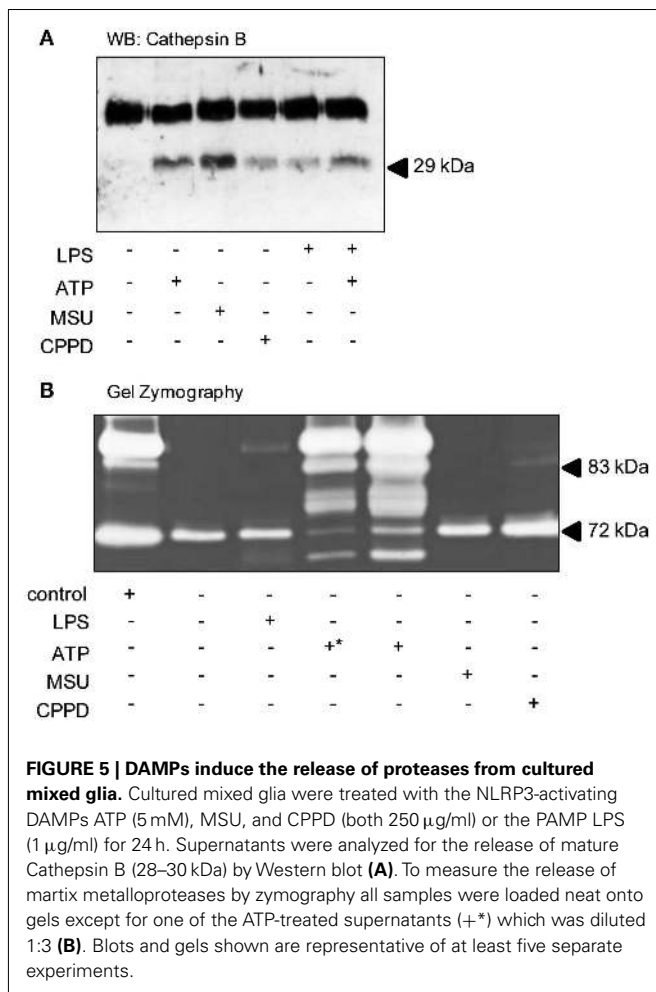 A WB: Cathepsin B
29 kDa
LPS - - - - + +
ATP - + - - - +
MSU - - + - - -
CPPD - - - + - -
B Gel Zymography
83 kDa
72 kDa
control + - - - - - -
LPS - - + - - - -
ATP - - - +* + - -
MSU - - - - - + -
CPPD - - - - - - +
FIGURE 5 | DAMPs induce the release of proteases from cultured
mixed glia. Cultured mixed glia were treated with the NLRP3-activating
DAMPs ATP (5 mM), MSU, and CPPD (both 250 μg/ml) or the PAMP LPS
(1 μg/ml) for 24 h. Supernatants were analyzed for the release of mature
Cathepsin B (28–30 kDa) by Western blot (A). To measure the release of
martix metalloproteases by zymography all samples were loaded neat onto
gels except for one of the ATP-treated supernatants (+*) which was diluted
1:3 (B). Blots and gels shown are representative of at least five separate
experiments.